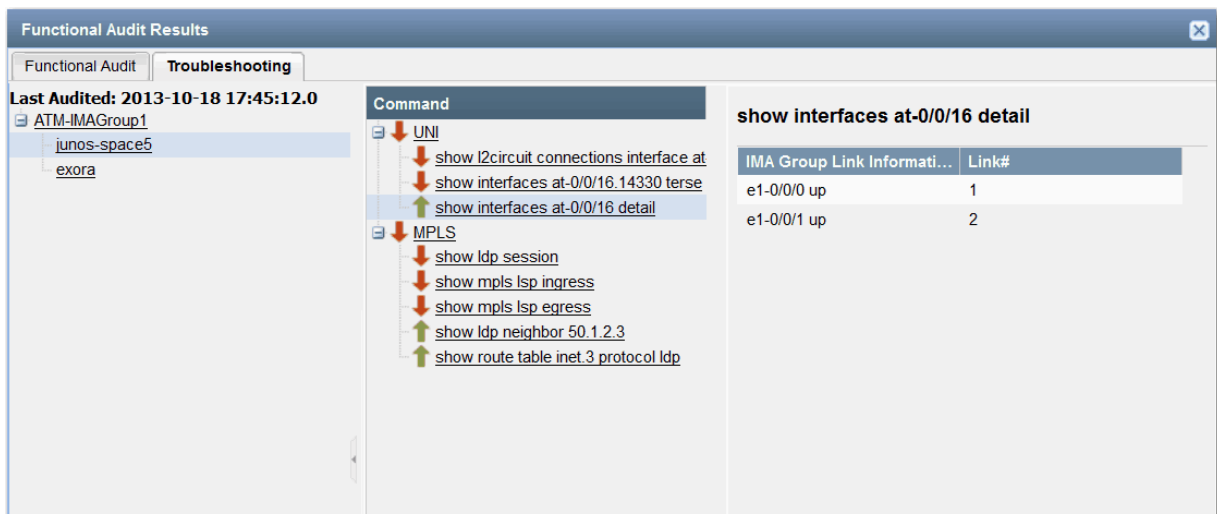 Functional Audit Results
Functional Audit
Troubleshooting
Last Audited: 2013-10-18 17:45:12.0
ATM-IMAGroup1
junos-space5
exora
Command
UNI
show l2circuit connections interface at
show interfaces at-0/0/16.14330 terse
show interfaces at-0/0/16 detail
MPLS
show ldp session
show mpls lsp ingress
show mpls lsp egress
show ldp neighbor 50.1.2.3
show route table inet.3 protocol ldp
show interfaces at-0/0/16 detail
IMA Group Link Informati... Link#
e1-0/0/0 up 1
e1-0/0/1 up 2